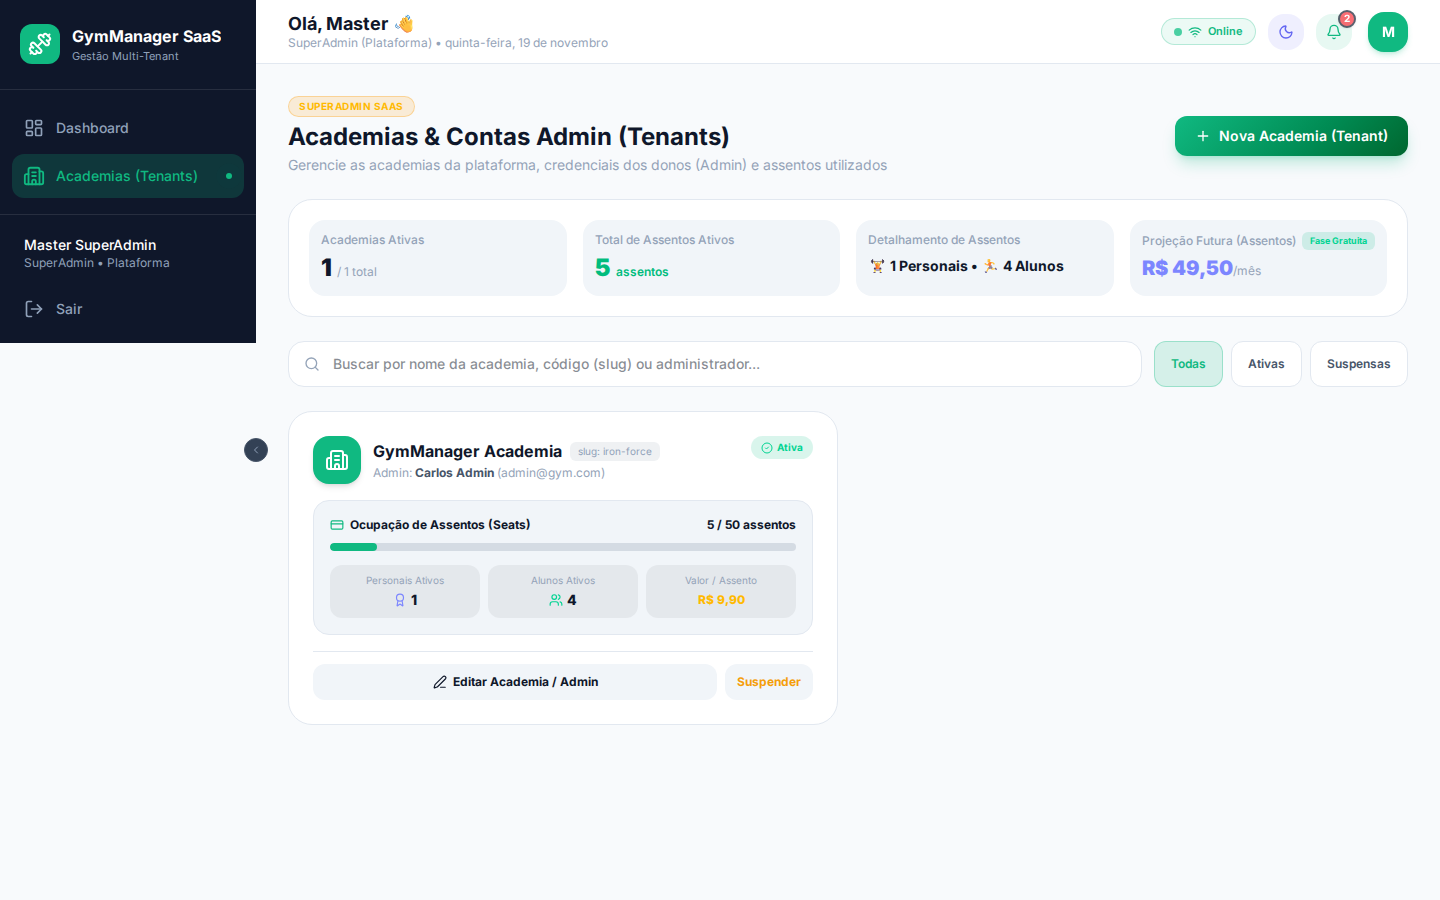 GymManager SaaS
Gestão Multi-Tenant
Dashboard
Academias (Tenants)
Master SuperAdmin
SuperAdmin • Plataforma
Sair
Olá, Master 👋
SuperAdmin (Plataforma) • quinta-feira, 19 de novembro
Online
2
M
SUPERADMIN SAAS
Academias & Contas Admin (Tenants)
Gerencie as academias da plataforma, credenciais dos donos (Admin) e assentos utilizados
Nova Academia (Tenant)
Academias Ativas
1 / 1 total
Total de Assentos Ativos
5 assentos
Detalhamento de Assentos
🏋️ 1 Personais • 🏃 4 Alunos
Projeção Futura (Assentos) Fase Gratuita
R$ 49,50/mês
Buscar por nome da academia, código (slug) ou administrador...
Todas
Ativas
Suspensas
GymManager Academia slug: iron-force
Ativa
Admin: Carlos Admin (admin@gym.com)
Ocupação de Assentos (Seats) 5 / 50 assentos
Personais Ativos
1
Alunos Ativos
4
Valor / Assento
R$ 9,90
Editar Academia / Admin
Suspender